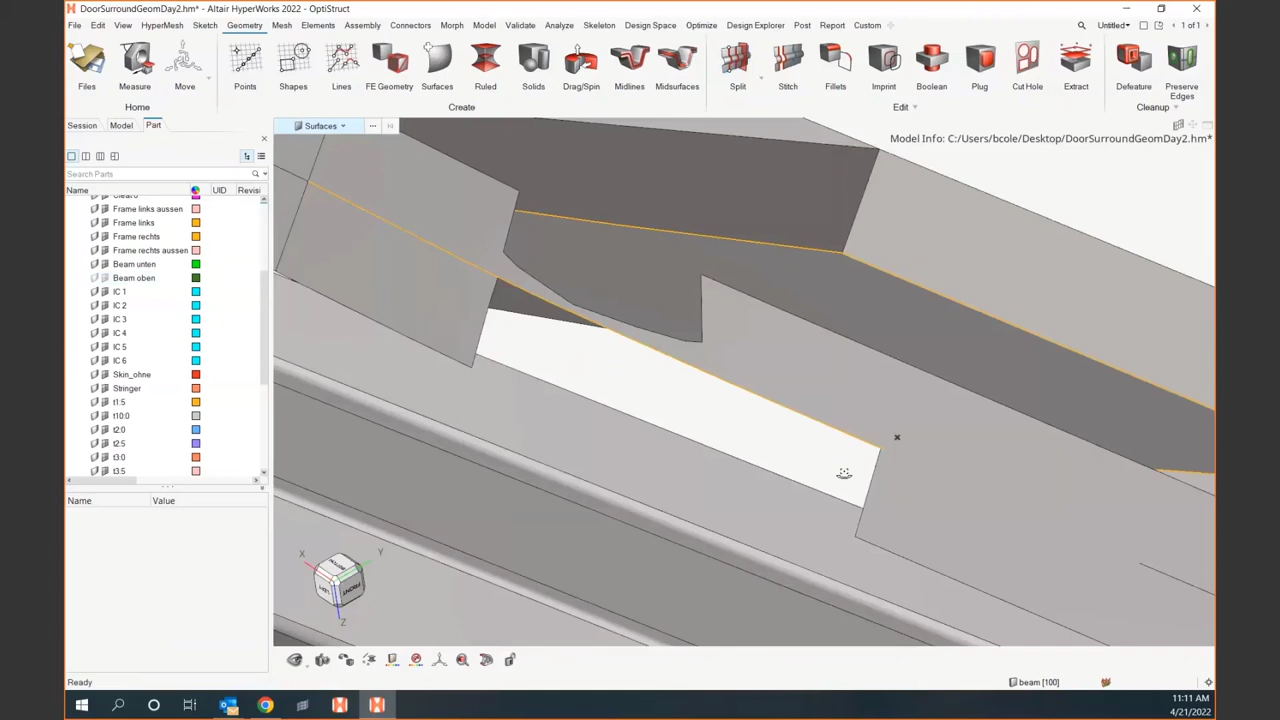 DoorSurroundGeomDay2.hm* - Altair HyperWorks 2022 - OptiStruct
File Edit View HyperMesh Sketch Geometry Mesh Elements Assembly Connectors Morph Model Validate Analyze Skeleton Design Space Optimize Design Explorer Post Report Custom Untitled* 1 of 1
Files Measure Move Points Shapes Lines FE Geometry Surfaces Ruled Solids Drag/Spin Midlines Midsurfaces Split Stitch Fillets Imprint Boolean Plug Cut Hole Extract Defeature Preserve
Edges
Home Create Edit Cleanup
Session Model Part
Surfaces
Model Info: C:/Users/bcole/Desktop/DoorSurroundGeomDay2.hm*
Search Parts
Name UID Revisi
Frame links aussen
Frame links
Frame rechts
Frame rechts aussen
Beam unten
Beam oben
IC 1
IC 2
IC 3
IC 4
IC 5
IC 6
Skin_ohne
Stringer
t1.5
t10:0
t2:0
t2:5
t3:0
t3.5
Name Value
X Y
LEFT FRONT
Z
Ready
beam [100]
11:11 AM
4/21/2022